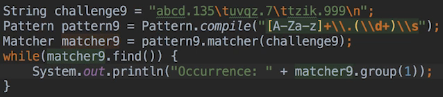 String challenge9 = "abcd.135\tuvqz.7\ttzik.999\n";
Pattern pattern9 = Pattern.compile("[A-Za-z]+\\.(\\d+)\\s");
Matcher matcher9 = pattern9.matcher(challenge9);
while(matcher9.find()) {
    System.out.println("Occurrence: " + matcher9.group(1));
}